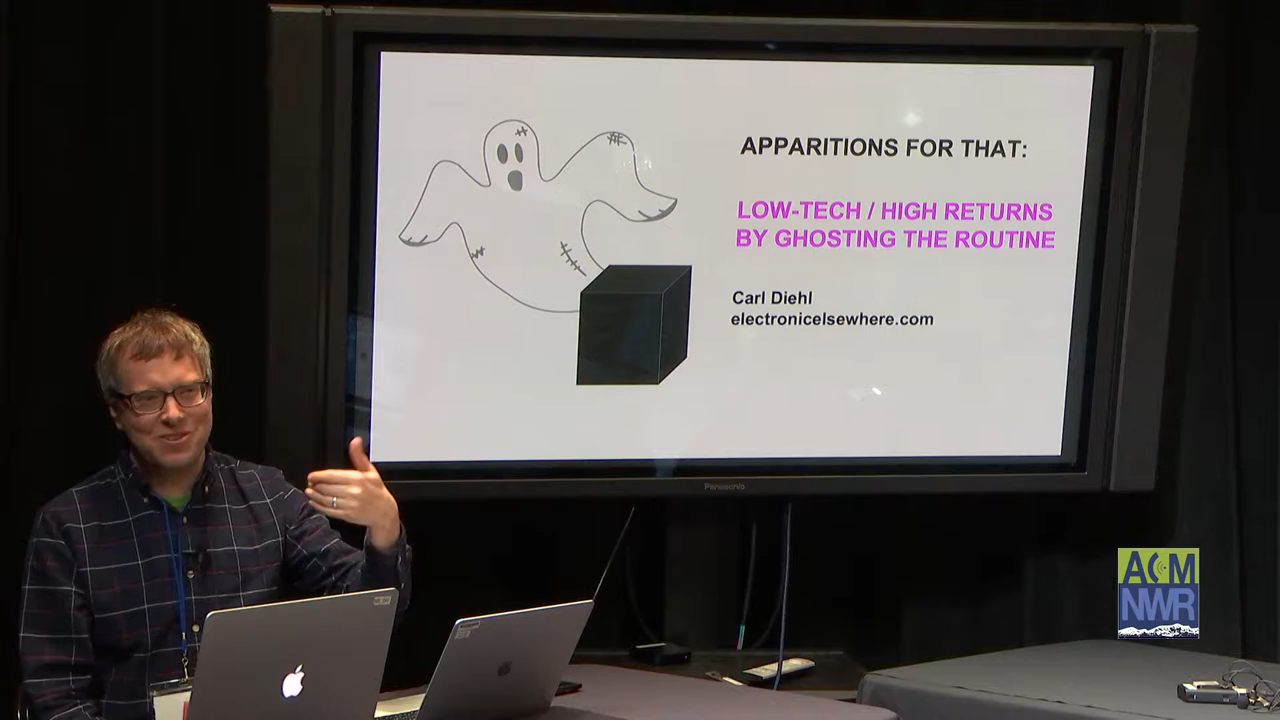 APPARITIONS FOR THAT:
LOW-TECH / HIGH RETURNS
BY GHOSTING THE ROUTINE
Carl Diehl
electronicelsewhere.com
Panasonic
ACM
NWR